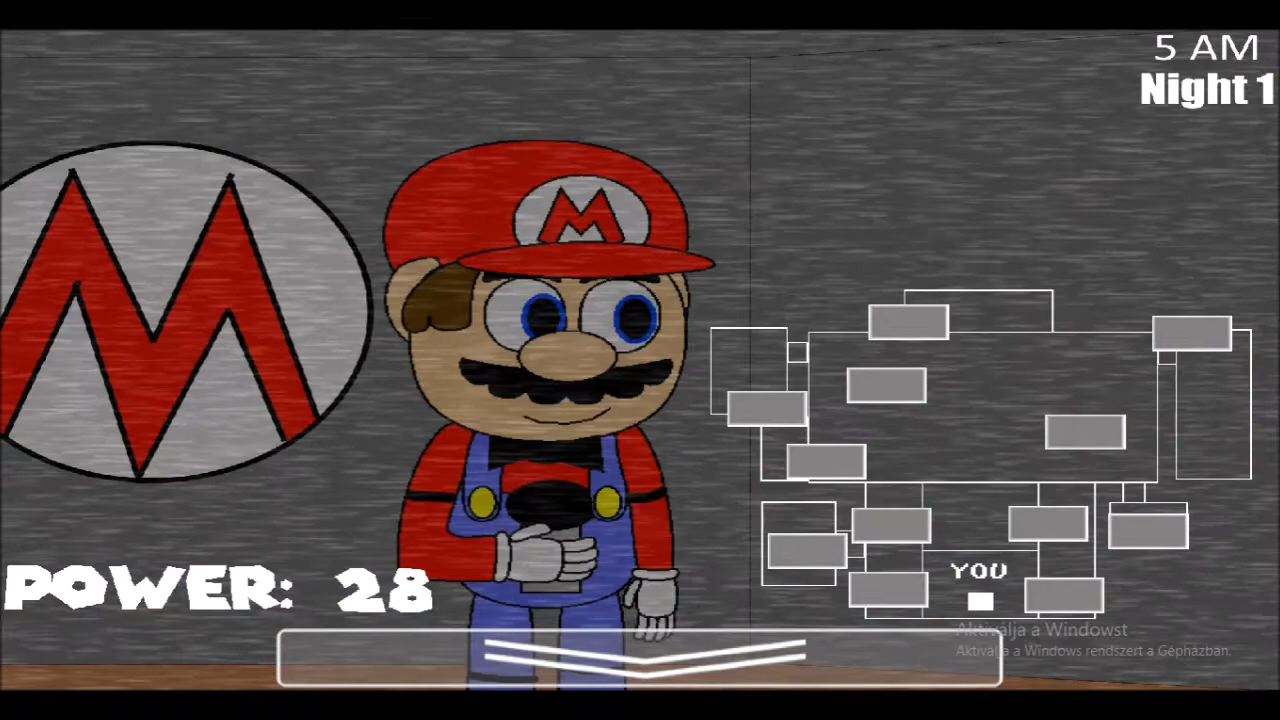 5 AM
Night 1
M
M
POWER: 28
YOU
Aktiválja a Windowst
Aktiválja a Windows rendszert a Gépházban.